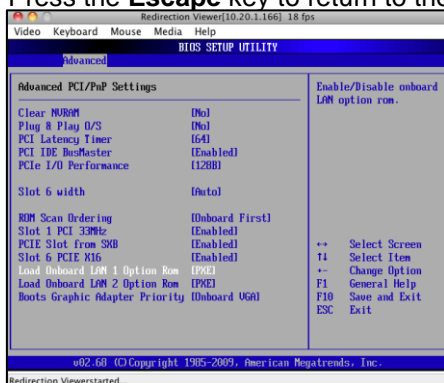 Press the Escape key to return to the
Redirection Viewer[10.20.1.166] 18 fps
Video Keyboard Mouse Media Help
BIOS SETUP UTILITY
Advanced
Advanced PCI/PnP Settings
Clear NVRAM [No]
Plug & Play O/S [No]
PCI Latency Timer [64]
PCI IDE BusMaster [Enabled]
PCIe I/O Performance [128B]
Slot 6 width [Auto]
ROM Scan Ordering [Onboard First]
Slot 1 PCI 33MHz [Enabled]
PCIE Slot from SXB [Enabled]
Slot 6 PCIE X16 [Enabled]
Load Onboard LAN 1 Option Rom [PXE]
Load Onboard LAN 2 Option Rom [PXE]
Boots Graphic Adapter Priority [Onboard VGA]
Enable/Disable onboard
LAN option rom.
↔ Select Screen
↑↓ Select Item
+- Change Option
F1 General Help
F10 Save and Exit
ESC Exit
v02.68 (C)Copyright 1985-2009, American Megatrends, Inc.
Redirection Viewerstarted...